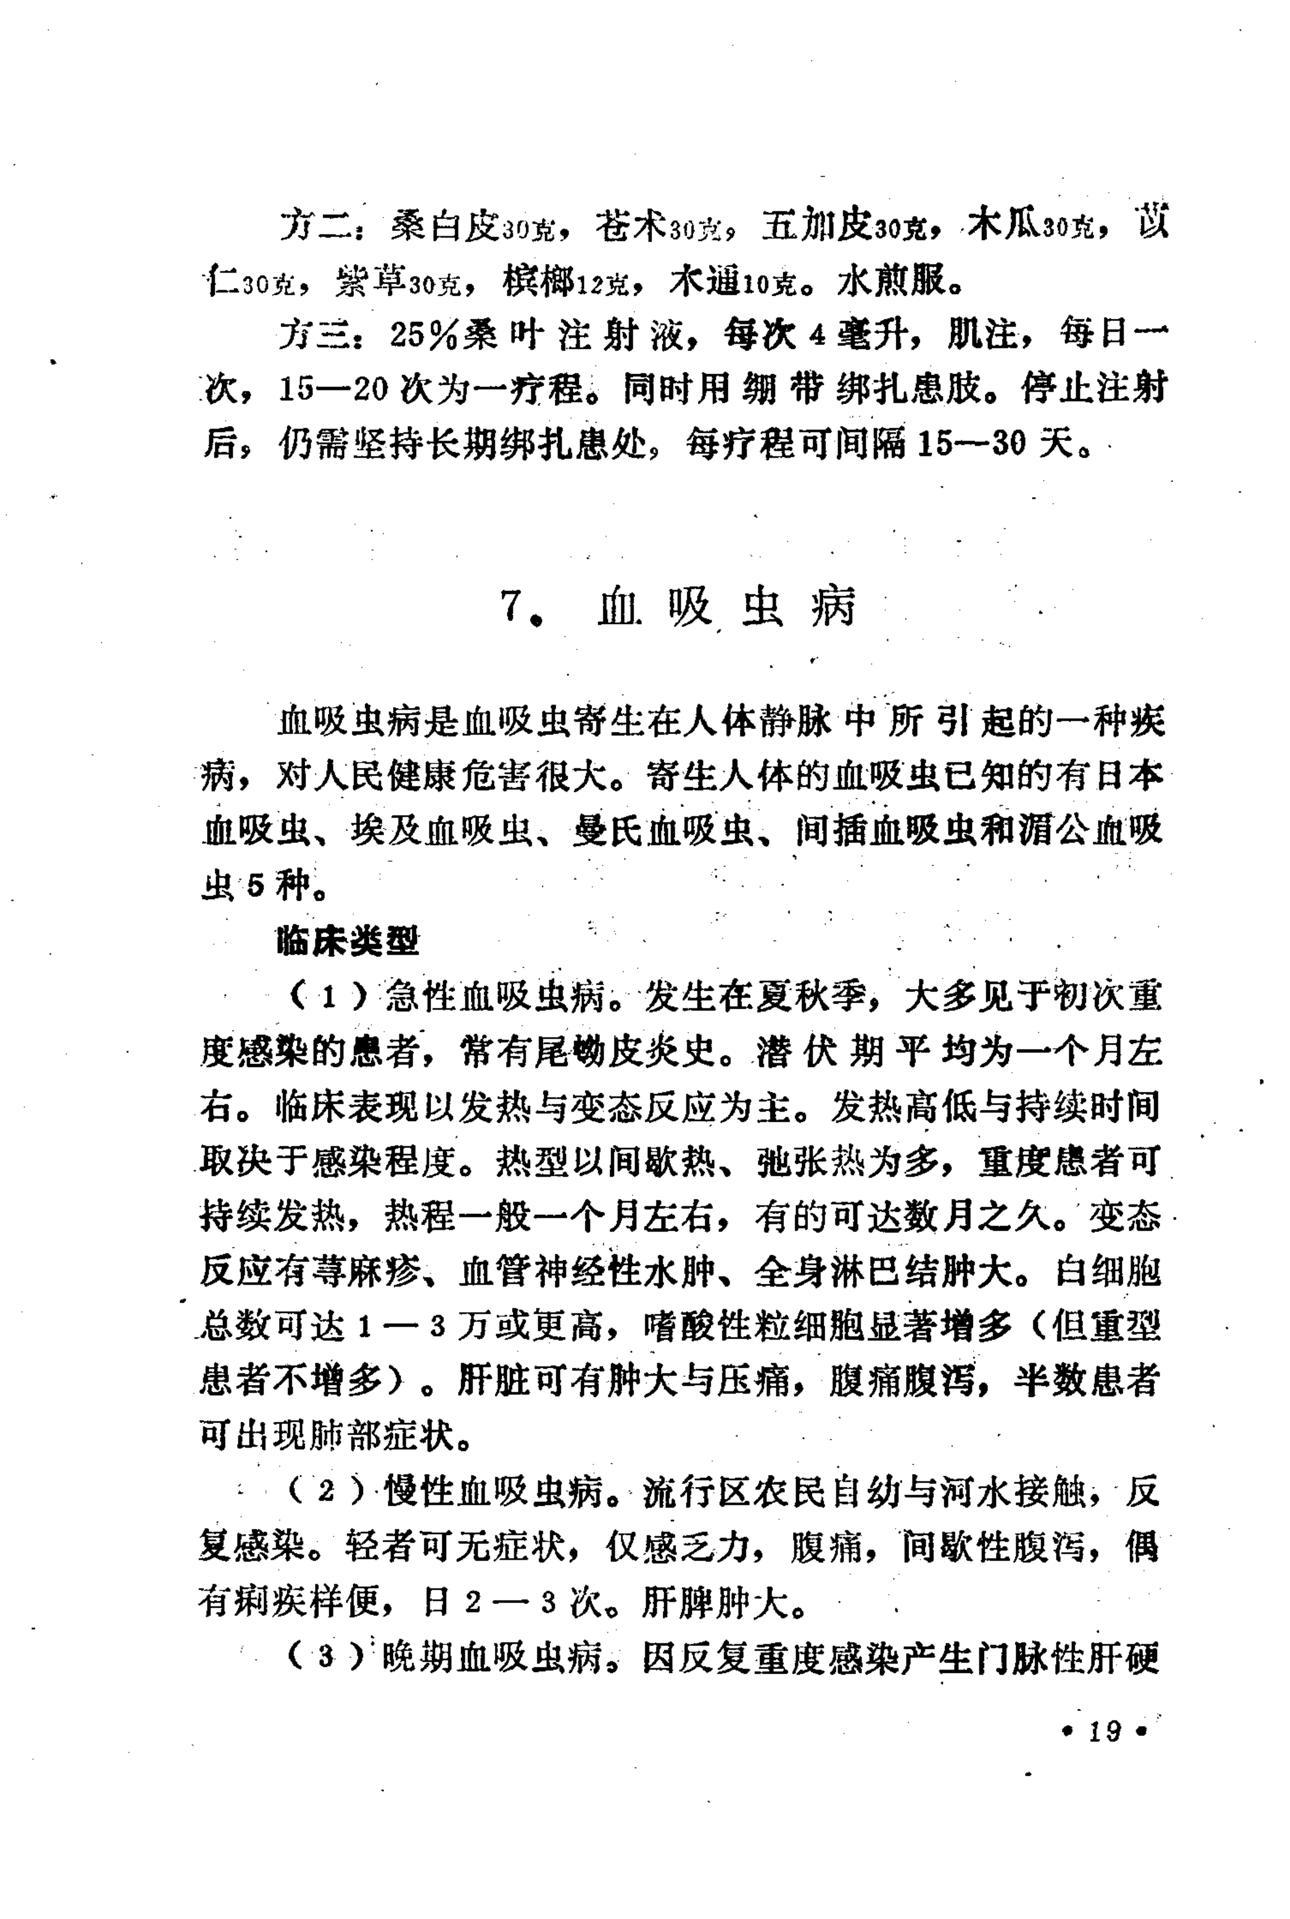 方二：桑白皮30克，苍术30克，五加皮30克，木瓜30克，苡
仁30克，紫草30克，槟榔12克，木通10克。水煎服。
方三：25%桑叶注射液，每次4毫升，肌注，每日一
次，15—20次为一疗程。同时用绷带绑扎患肢。停止注射
后，仍需坚持长期绑扎患处，每疗程可间隔15—30天。
7．血吸虫病
血吸虫病是血吸虫寄生在人体静脉中所引起的一种疾
病，对人民健康危害很大。寄生人体的血吸虫已知的有日本
血吸虫、埃及血吸虫、曼氏血吸虫、间插血吸虫和湄公血吸
虫5种。
临床类型
（1）急性血吸虫病。发生在夏秋季，大多见于初次重
度感染的患者，常有尾蚴皮炎史。潜伏期平均为一个月左
右。临床表现以发热与变态反应为主。发热高低与持续时间
取决于感染程度。热型以间歇热、弛张热为多，重度患者可
持续发热，热程一般一个月左右，有的可达数月之久。变态
反应有荨麻疹、血管神经性水肿、全身淋巴结肿大。白细胞
总数可达1—3万或更高，嗜酸性粒细胞显著增多（但重型
患者不增多）。肝脏可有肿大与压痛，腹痛腹泻，半数患者
可出现肺部症状。
（2）慢性血吸虫病。流行区农民自幼与河水接触，反
复感染。轻者可无症状，仅感乏力，腹痛，间歇性腹泻，偶
有痢疾样便，日2—3次。肝脾肿大。
（3）晚期血吸虫病。因反复重度感染产生门脉性肝硬
•19•